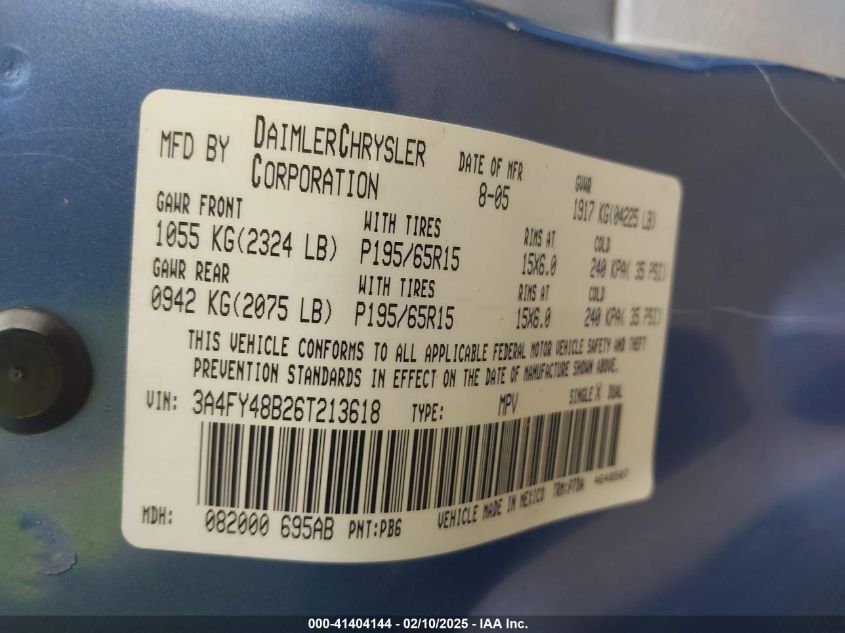 MFD BY DAIMLERCHRYSLER CORPORATION DATE OF MFR 8-05 GVWR 1917 KG(04225 LB)
GAWR FRONT WITH TIRES RIMS AT COLD
1055 KG(2324 LB) P195/65R15 15X6.0 240 KPA( 35 PSI)
GAWR REAR WITH TIRES RIMS AT COLD
0942 KG(2075 LB) P195/65R15 15X6.0 240 KPA( 35 PSI)
THIS VEHICLE CONFORMS TO ALL APPLICABLE FEDERAL MOTOR VEHICLE SAFETY AND THEFT
PREVENTION STANDARDS IN EFFECT ON THE DATE OF MANUFACTURE SHOWN ABOVE.
VIN: 3A4FY48B26T213618 TYPE: MPV SINGLE X DUAL
MDH: 082000 695AB PNT:PB6 VEHICLE MADE IN MEXICO TRM:P7DA 4648507
000-41404144 — 02/10/2025 — IAA Inc.